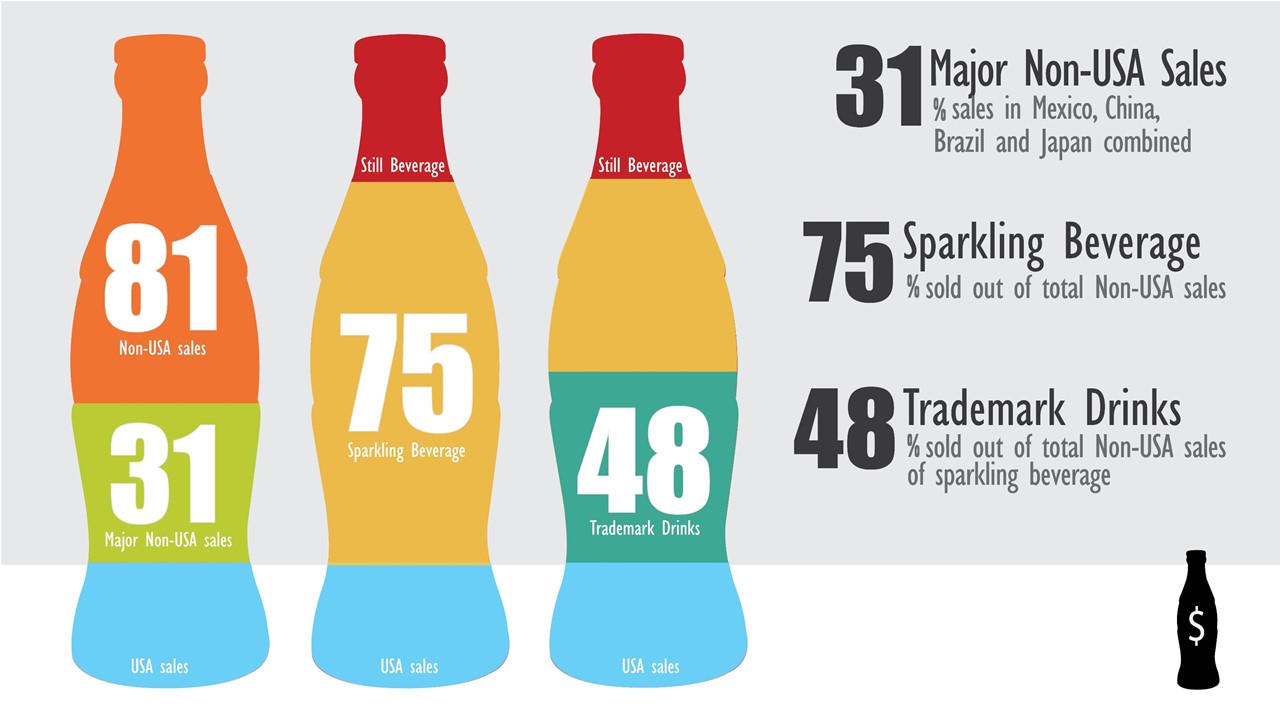 81
Non-USA sales
31
Major Non-USA sales
USA sales
Still Beverage
75
Sparkling Beverage
USA sales
Still Beverage
48
Trademark Drinks
USA sales
31 Major Non-USA Sales
% sales in Mexico, China,
Brazil and Japan combined
75 Sparkling Beverage
% sold out of total Non-USA sales
48 Trademark Drinks
% sold out of total Non-USA sales
of sparkling beverage
$